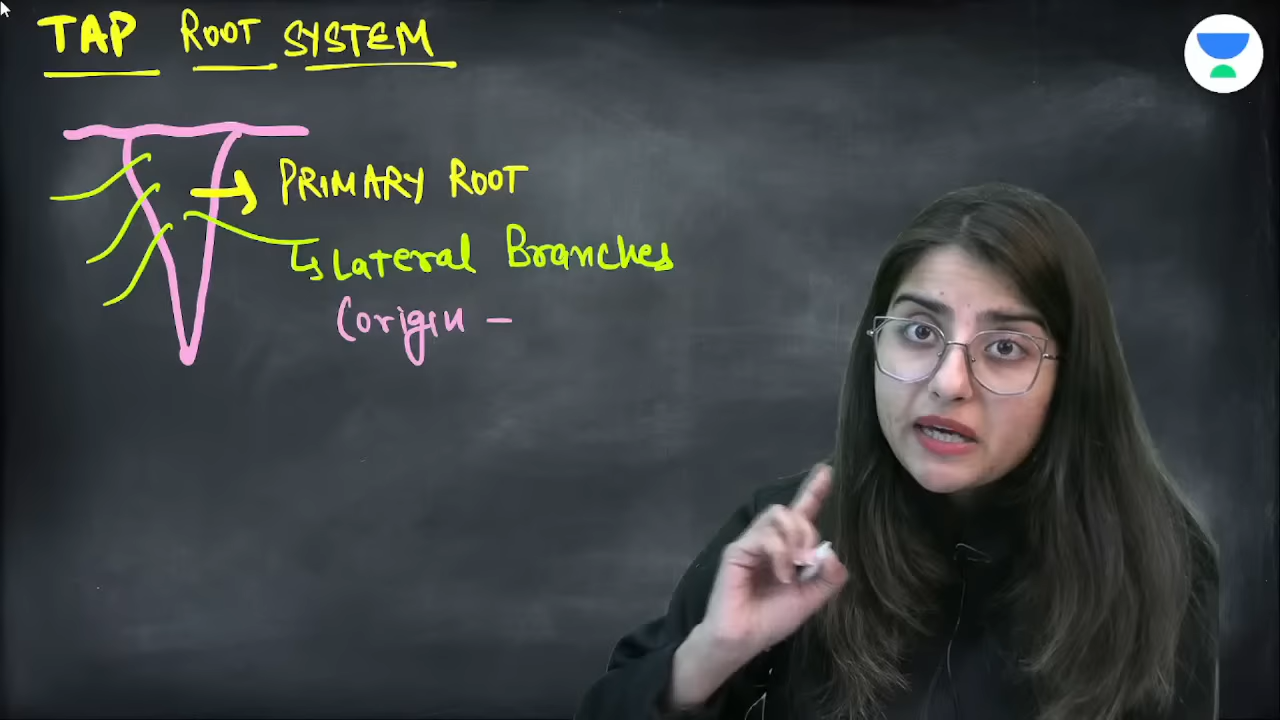 TAP ROOT SYSTEM
→ PRIMARY ROOT
↳ Lateral Branches
(origin –